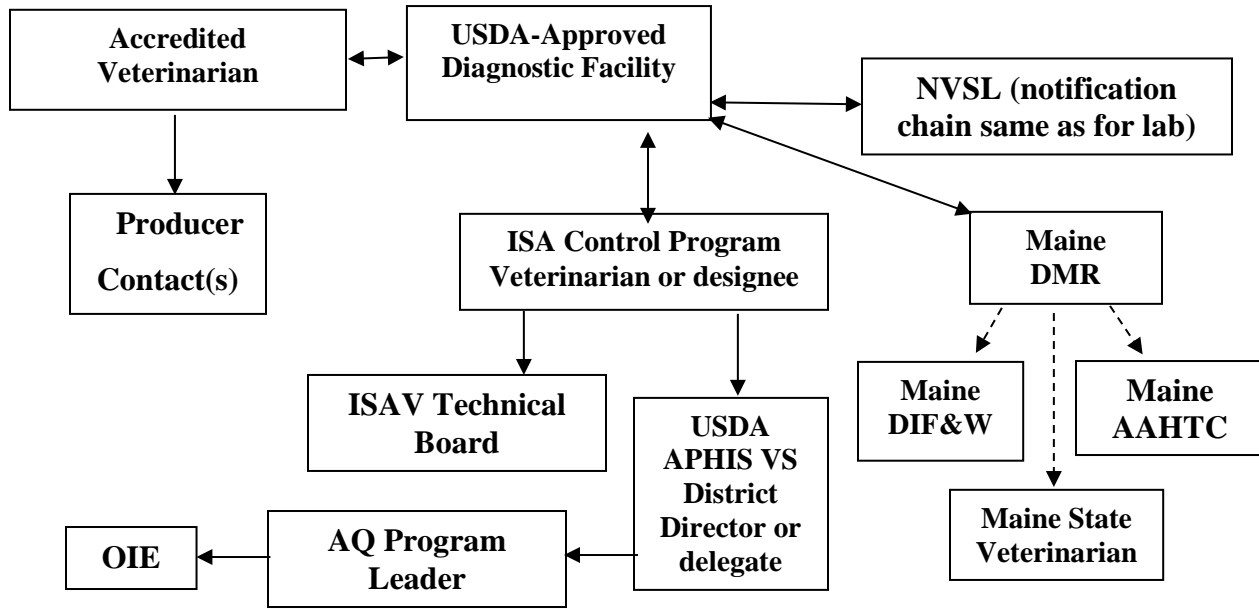 Accredited
Veterinarian
USDA-Approved
Diagnostic Facility
NVSL (notification
chain same as for lab)
Producer
Contact(s)
ISA Control Program
Veterinarian or designee
Maine
DMR
ISAV Technical
Board
USDA
APHIS VS
District
Director or
delegate
Maine
DIF&W
Maine
AAHTC
Maine State
Veterinarian
AQ Program
Leader
OIE